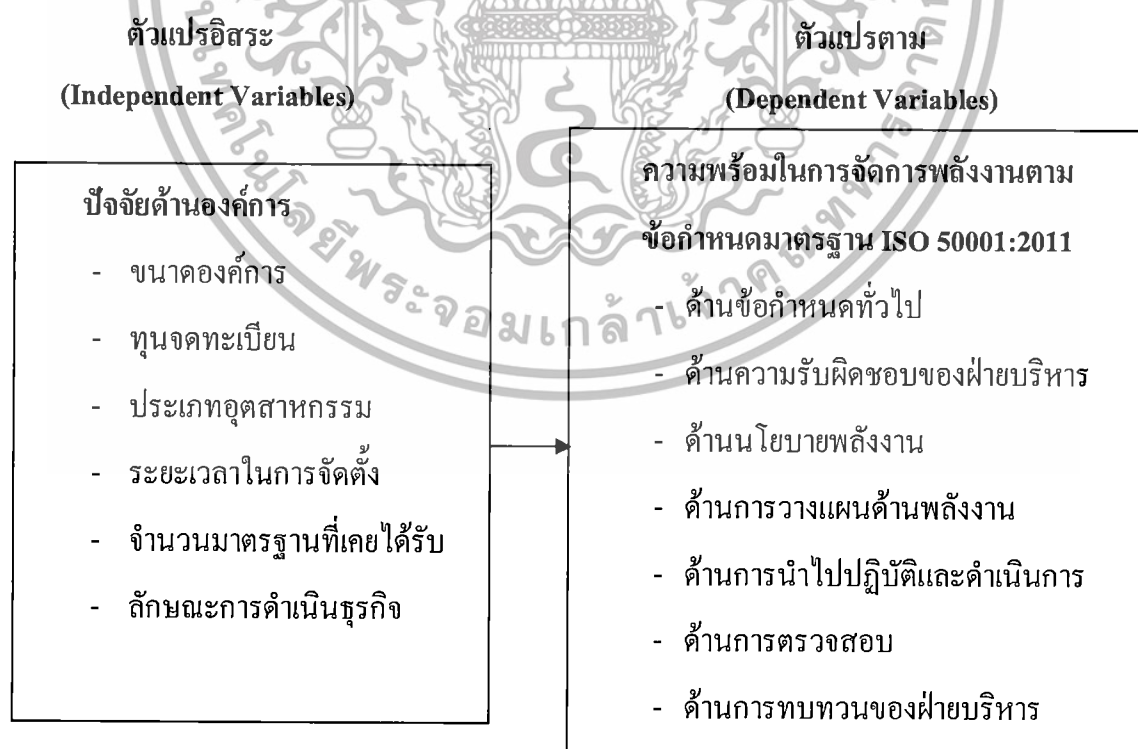 ตัวแปรอิสระ
(Independent Variables)
ปัจจัยด้านองค์การ
- ขนาดองค์การ
- ทุนจดทะเบียน
- ประเภทอุตสาหกรรม
- ระยะเวลาในการจัดตั้ง
- จำนวนมาตรฐานที่เคยได้รับ
- ลักษณะการดำเนินธุรกิจ
ตัวแปรตาม
(Dependent Variables)
ความพร้อมในการจัดการพลังงานตาม
ข้อกำหนดมาตรฐาน ISO 50001:2011
- ด้านข้อกำหนดทั่วไป
- ด้านความรับผิดชอบของฝ่ายบริหาร
- ด้านนโยบายพลังงาน
- ด้านการวางแผนด้านพลังงาน
- ด้านการนำไปปฏิบัติและดำเนินการ
- ด้านการตรวจสอบ
- ด้านการทบทวนของฝ่ายบริหาร